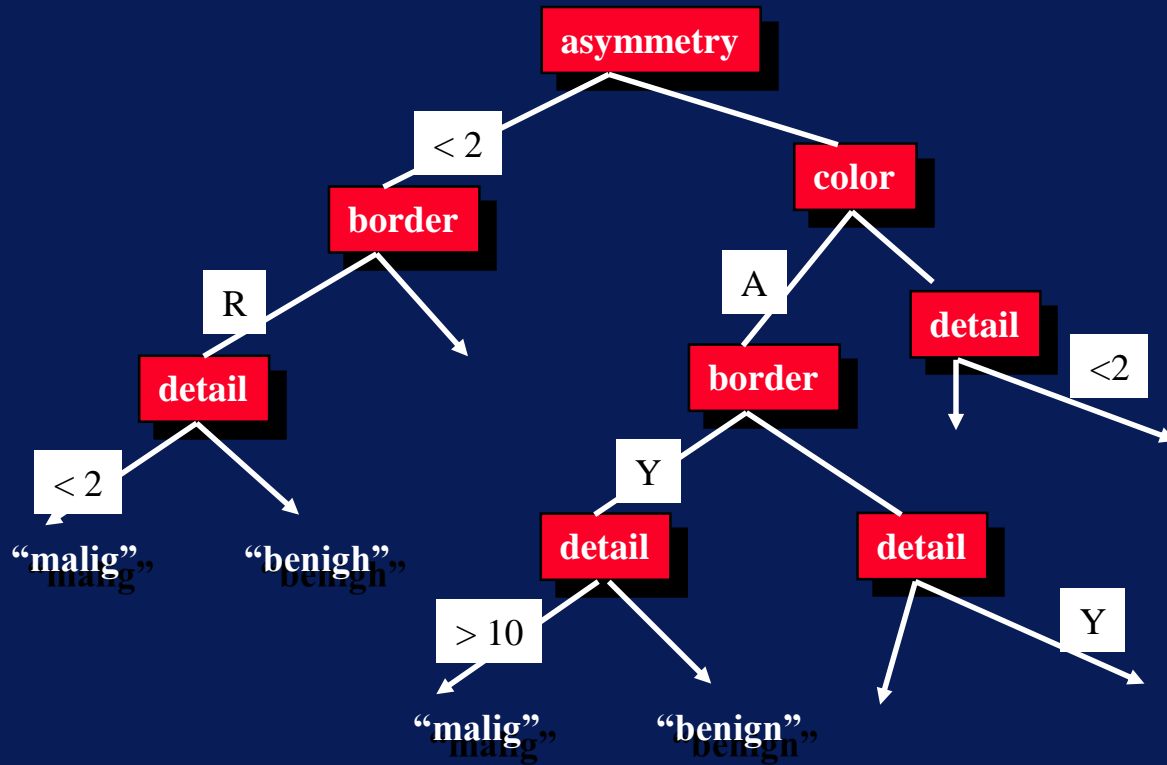 asymmetry
< 2
color
border
R
A
detail
detail
border
<2
< 2
Y
“malig”
“benigh”
detail
detail
> 10
Y
“malig”
“benign”